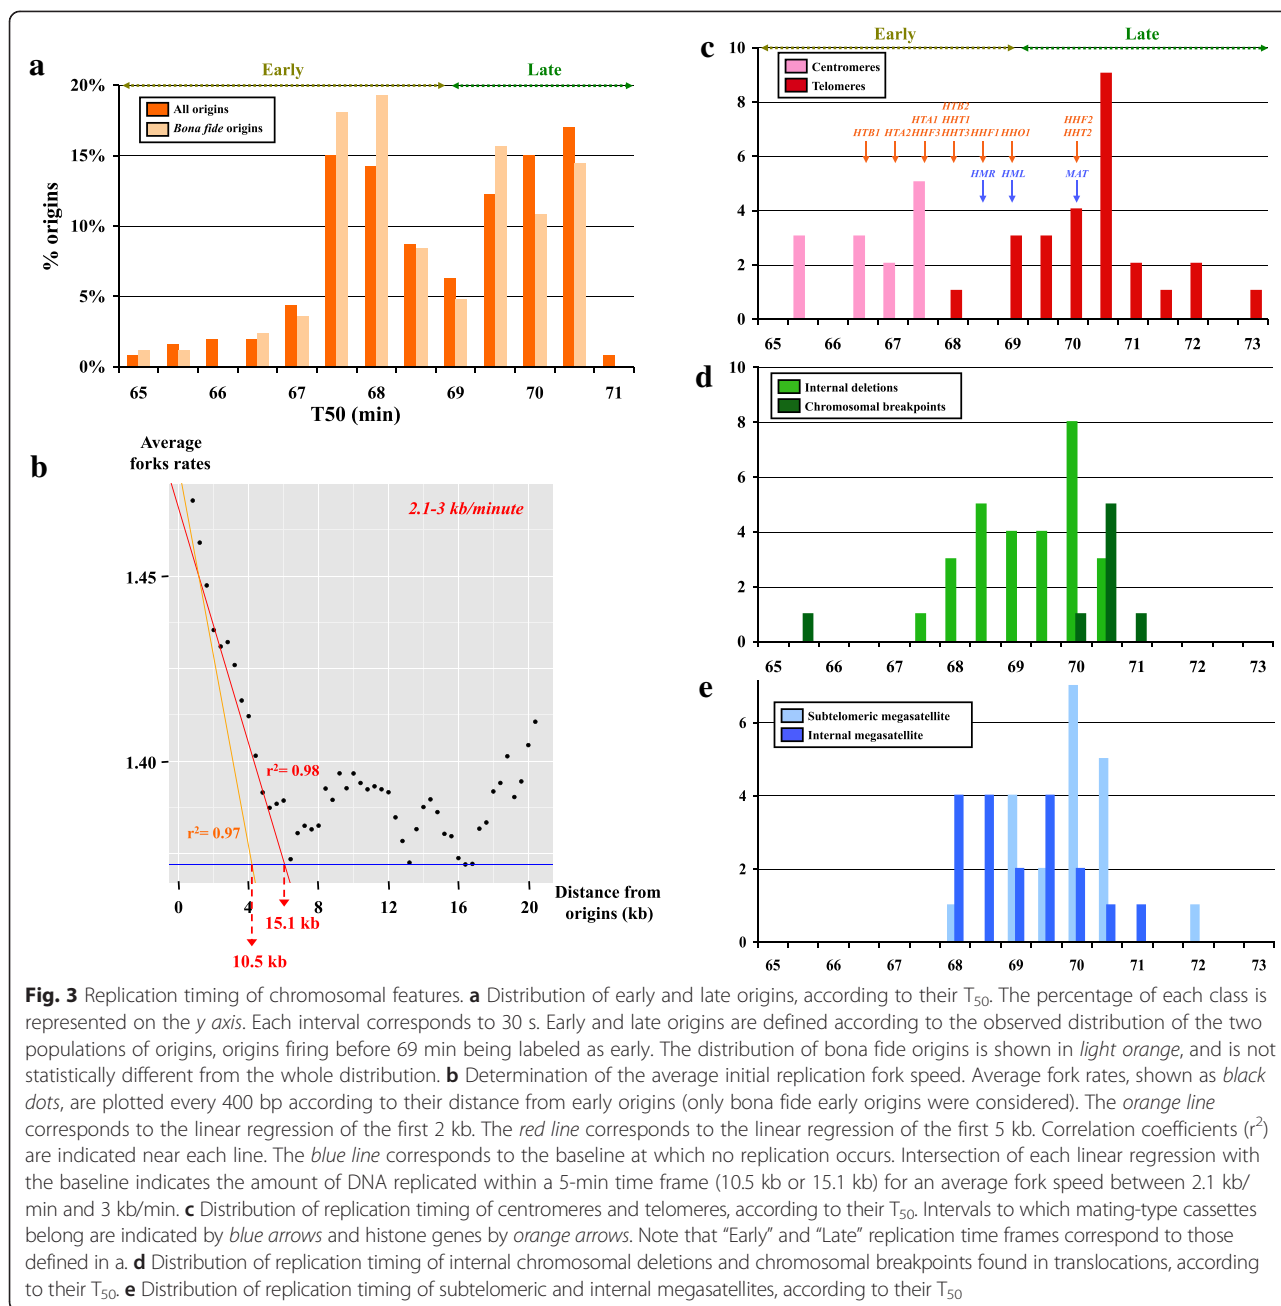 a
Early
Late
20%
15%
10%
5%
0%
All origins
Bona fide origins
% origins
65 66 67 68 69 70 71
T50 (min)
b
Average
forks rates
2.1-3 kb/minute
1.45
1.40
r²= 0.98
r²= 0.97
0 4 8 12 16 20
Distance from
origins (kb)
15.1 kb
10.5 kb
c
Early
Late
10
8
6
4
2
0
Centromeres
Telomeres
HTB2
HTA1 HHT1 HHF2
HTB1 HTA2 HHF3 HHT3 HHF1 HHO1 HHT2
HMR HML MAT
65 66 67 68 69 70 71 72 73
d
10
8
6
4
2
0
Internal deletions
Chromosomal breakpoints
65 66 67 68 69 70 71 72 73
e
6
4
2
0
Subtelomeric megasatellite
Internal megasatellite
65 66 67 68 69 70 71 72 73
Fig. 3 Replication timing of chromosomal features. a Distribution of early and late origins, according to their T50. The percentage of each class is
represented on the y axis. Each interval corresponds to 30 s. Early and late origins are defined according to the observed distribution of the two
populations of origins, origins firing before 69 min being labeled as early. The distribution of bona fide origins is shown in light orange, and is not
statistically different from the whole distribution. b Determination of the average initial replication fork speed. Average fork rates, shown as black
dots, are plotted every 400 bp according to their distance from early origins (only bona fide early origins were considered). The orange line
corresponds to the linear regression of the first 2 kb. The red line corresponds to the linear regression of the first 5 kb. Correlation coefficients (r²)
are indicated near each line. The blue line corresponds to the baseline at which no replication occurs. Intersection of each linear regression with
the baseline indicates the amount of DNA replicated within a 5-min time frame (10.5 kb or 15.1 kb) for an average fork speed between 2.1 kb/
min and 3 kb/min. c Distribution of replication timing of centromeres and telomeres, according to their T50. Intervals to which mating-type cassettes
belong are indicated by blue arrows and histone genes by orange arrows. Note that “Early” and “Late” replication time frames correspond to those
defined in a. d Distribution of replication timing of internal chromosomal deletions and chromosomal breakpoints found in translocations, according
to their T50. e Distribution of replication timing of subtelomeric and internal megasatellites, according to their T50